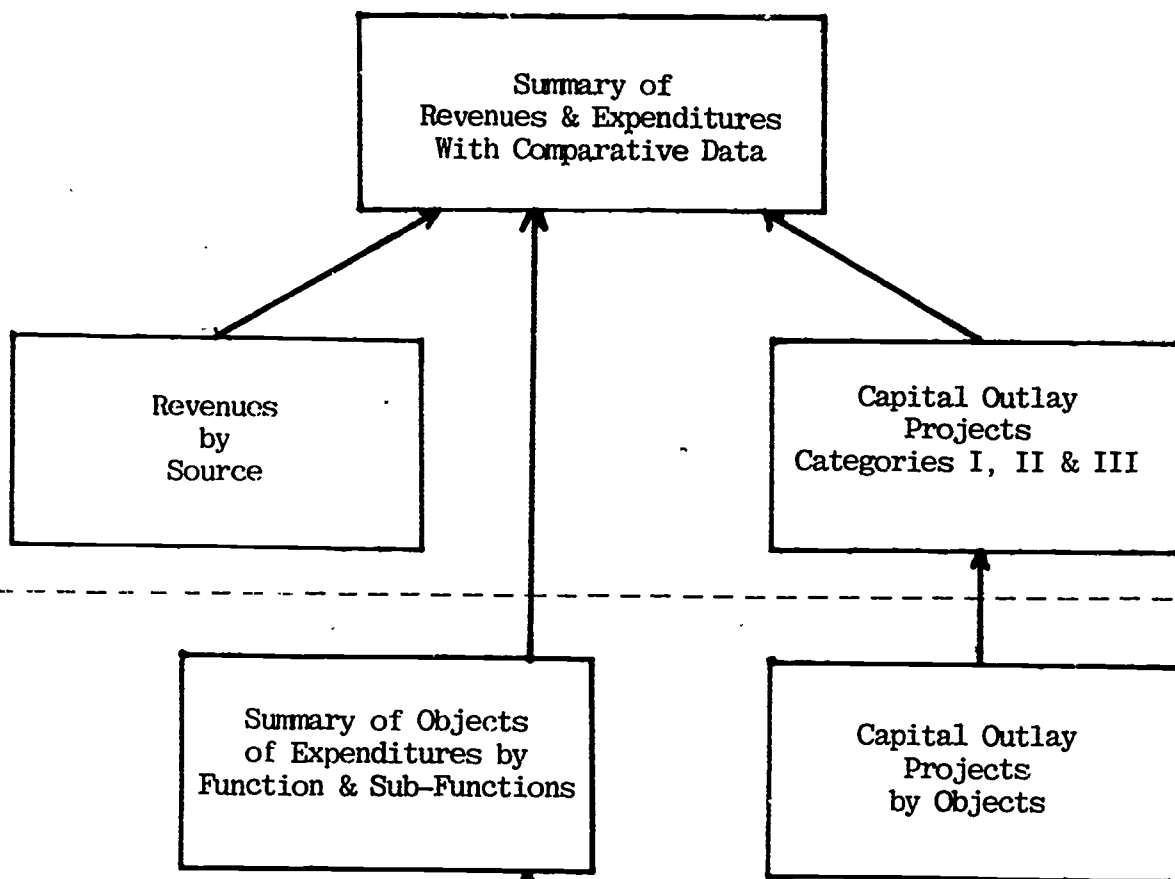 Summary of
Revenues & Expenditures
With Comparative Data
Revenues
by
Source
Capital Outlay
Projects
Categories I, II & III
Summary of Objects
of Expenditures by
Function & Sub-Functions
Capital Outlay
Projects
by Objects